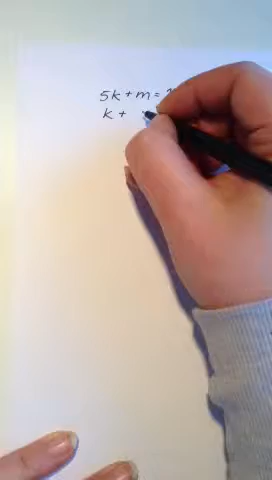 5k + m =
k +